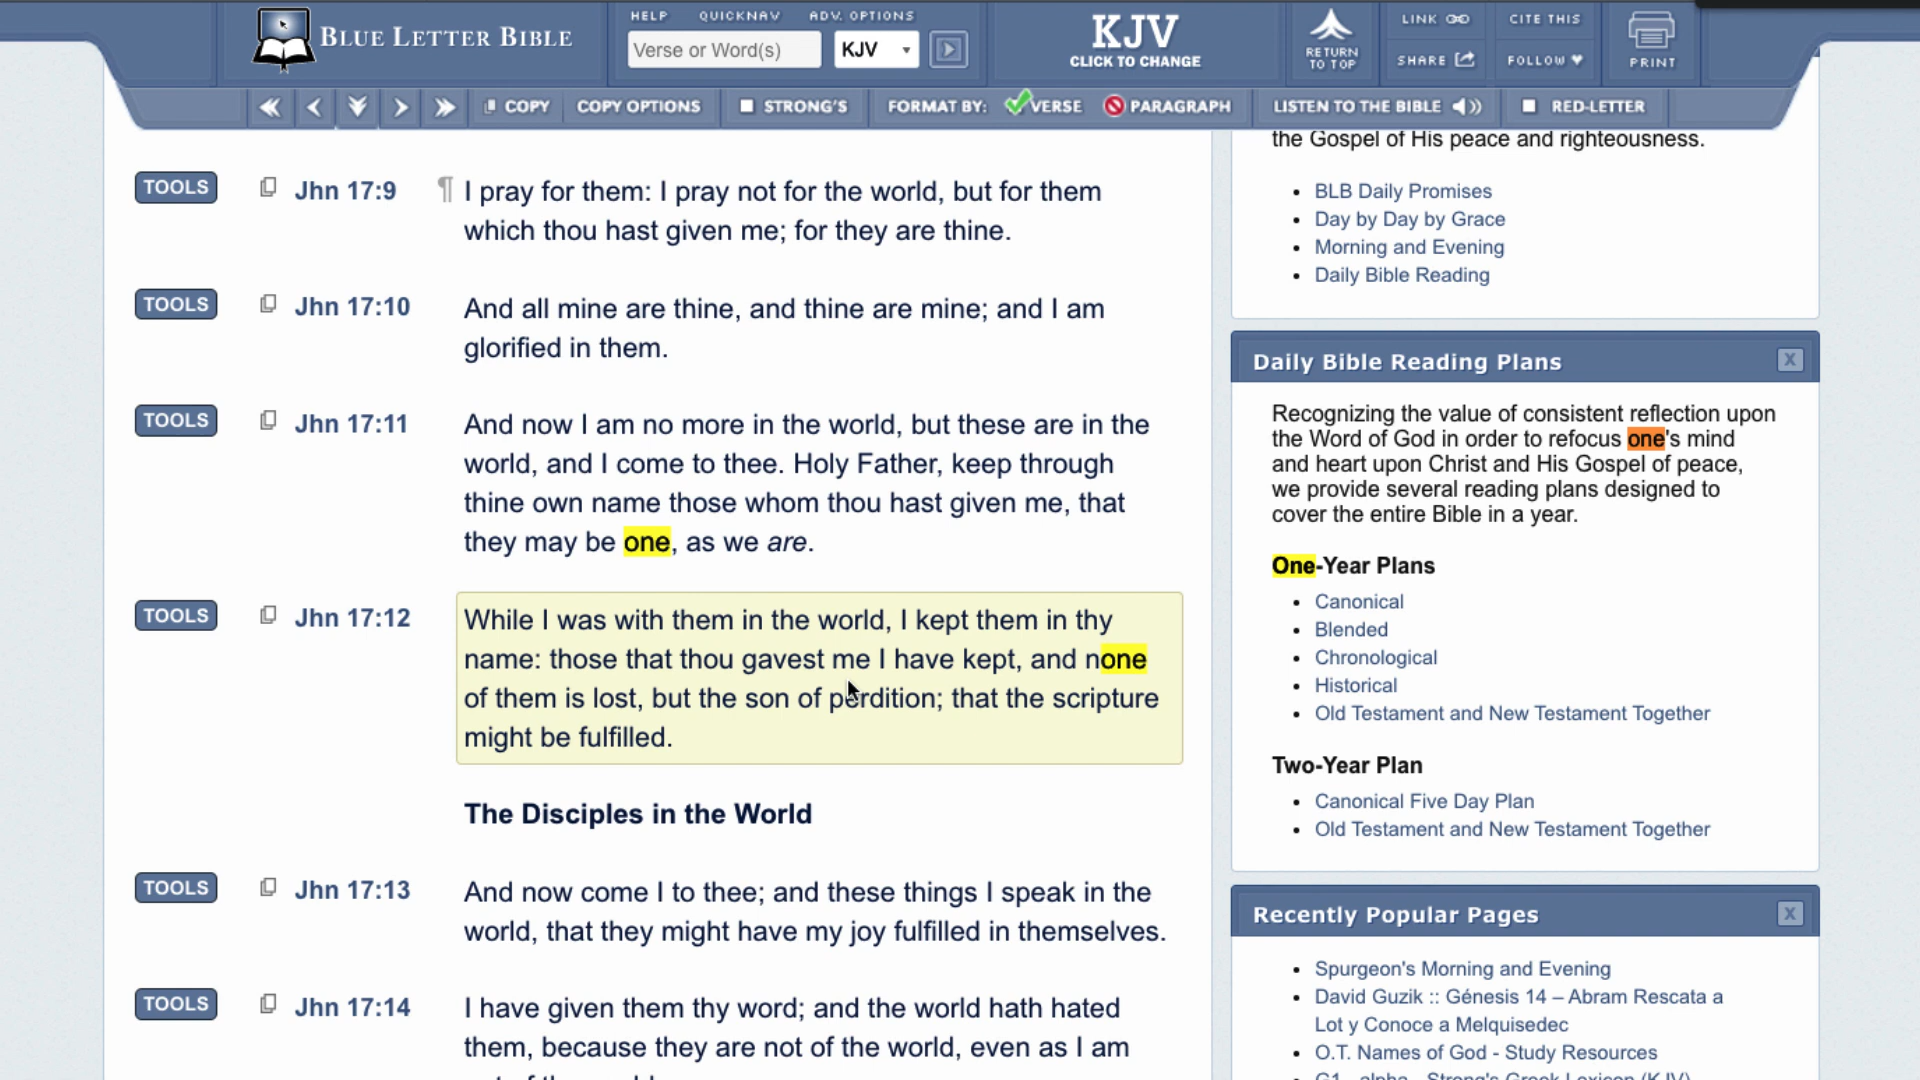 BLUE LETTER BIBLE
HELP QUICKNAV ADV. OPTIONS
Verse or Word(s) KJV
KJV
CLICK TO CHANGE
RETURN
TO TOP
LINK CITE THIS
SHARE FOLLOW
PRINT
COPY COPY OPTIONS STRONG'S FORMAT BY: VERSE PARAGRAPH LISTEN TO THE BIBLE RED-LETTER
TOOLS Jhn 17:9 ¶ I pray for them: I pray not for the world, but for them
which thou hast given me; for they are thine.
TOOLS Jhn 17:10 And all mine are thine, and thine are mine; and I am
glorified in them.
TOOLS Jhn 17:11 And now I am no more in the world, but these are in the
world, and I come to thee. Holy Father, keep through
thine own name those whom thou hast given me, that
they may be one, as we are.
TOOLS Jhn 17:12 While I was with them in the world, I kept them in thy
name: those that thou gavest me I have kept, and none
of them is lost, but the son of perdition; that the scripture
might be fulfilled.
The Disciples in the World
TOOLS Jhn 17:13 And now come I to thee; and these things I speak in the
world, that they might have my joy fulfilled in themselves.
TOOLS Jhn 17:14 I have given them thy word; and the world hath hated
them, because they are not of the world, even as I am
the Gospel of His peace and righteousness.
• BLB Daily Promises
• Day by Day by Grace
• Morning and Evening
• Daily Bible Reading
Daily Bible Reading Plans X
Recognizing the value of consistent reflection upon
the Word of God in order to refocus one's mind
and heart upon Christ and His Gospel of peace,
we provide several reading plans designed to
cover the entire Bible in a year.
One-Year Plans
• Canonical
• Blended
• Chronological
• Historical
• Old Testament and New Testament Together
Two-Year Plan
• Canonical Five Day Plan
• Old Testament and New Testament Together
Recently Popular Pages X
• Spurgeon's Morning and Evening
• David Guzik :: Génesis 14 – Abram Rescata a
Lot y Conoce a Melquisedec
• O.T. Names of God - Study Resources
• G1 - alpha - Strong's Greek Lexicon (KJV)